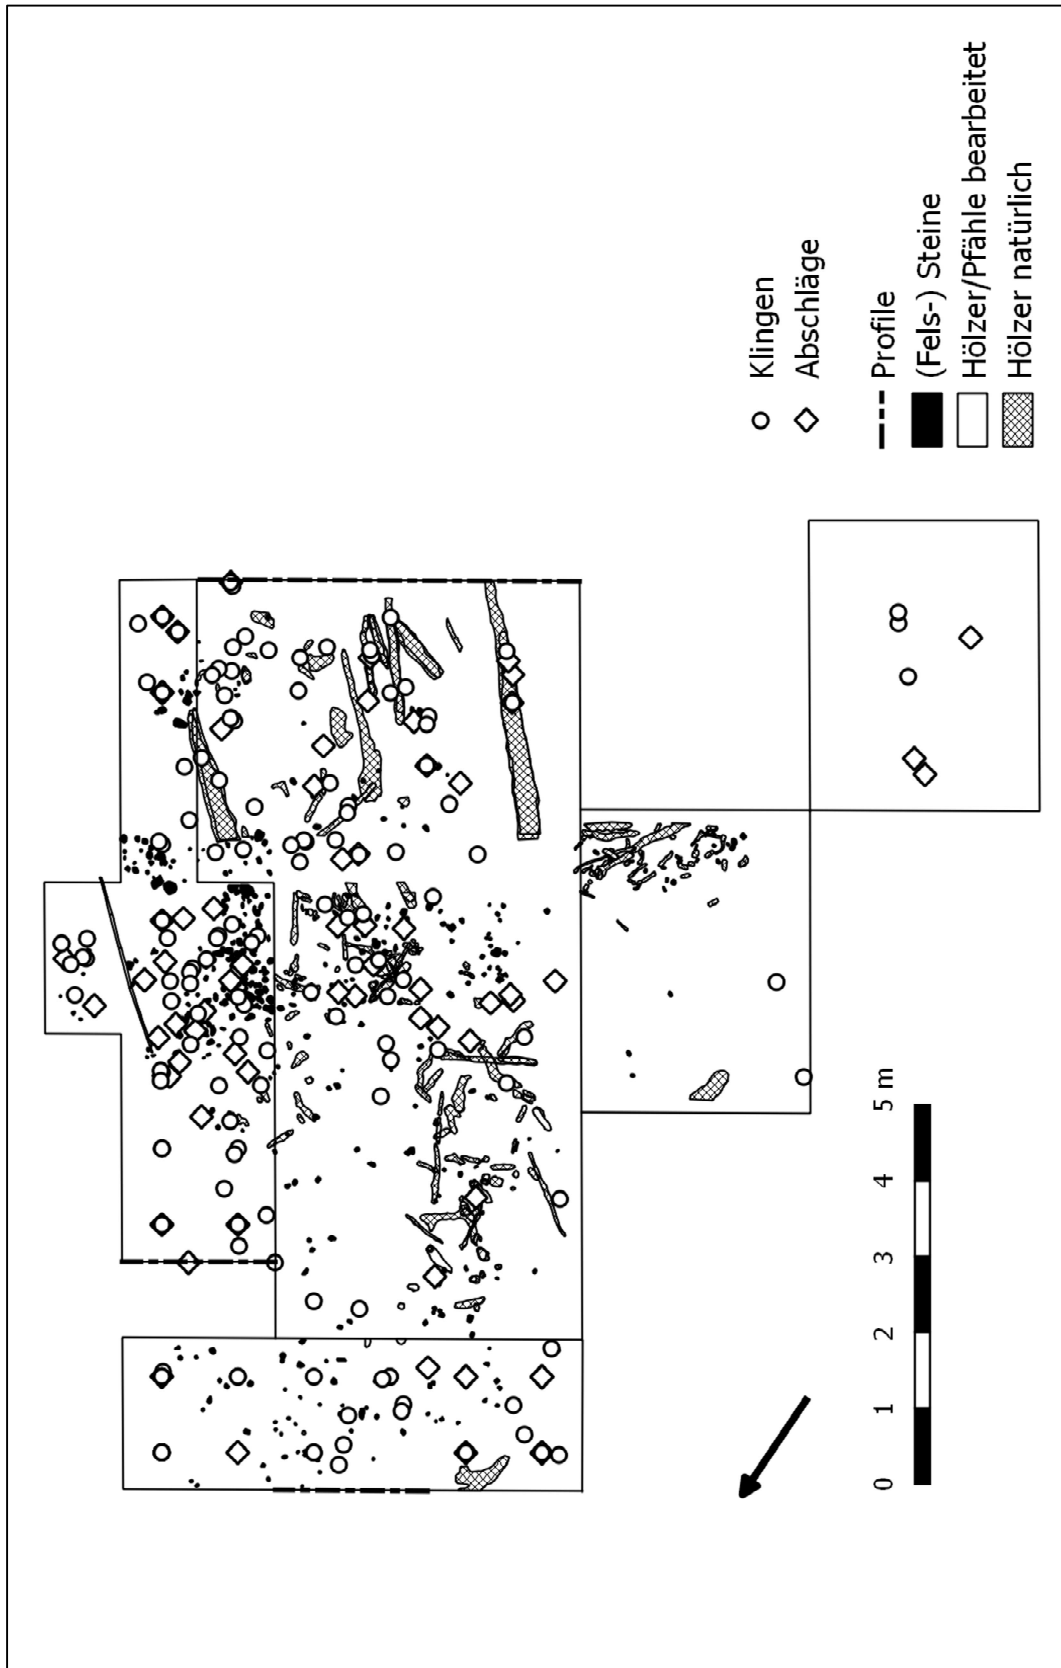 Klingen
Abschläge
Profile
(Fels-) Steine
Hölzer/Pfähle bearbeitet
Hölzer natürlich
0 1 2 3 4 5 m